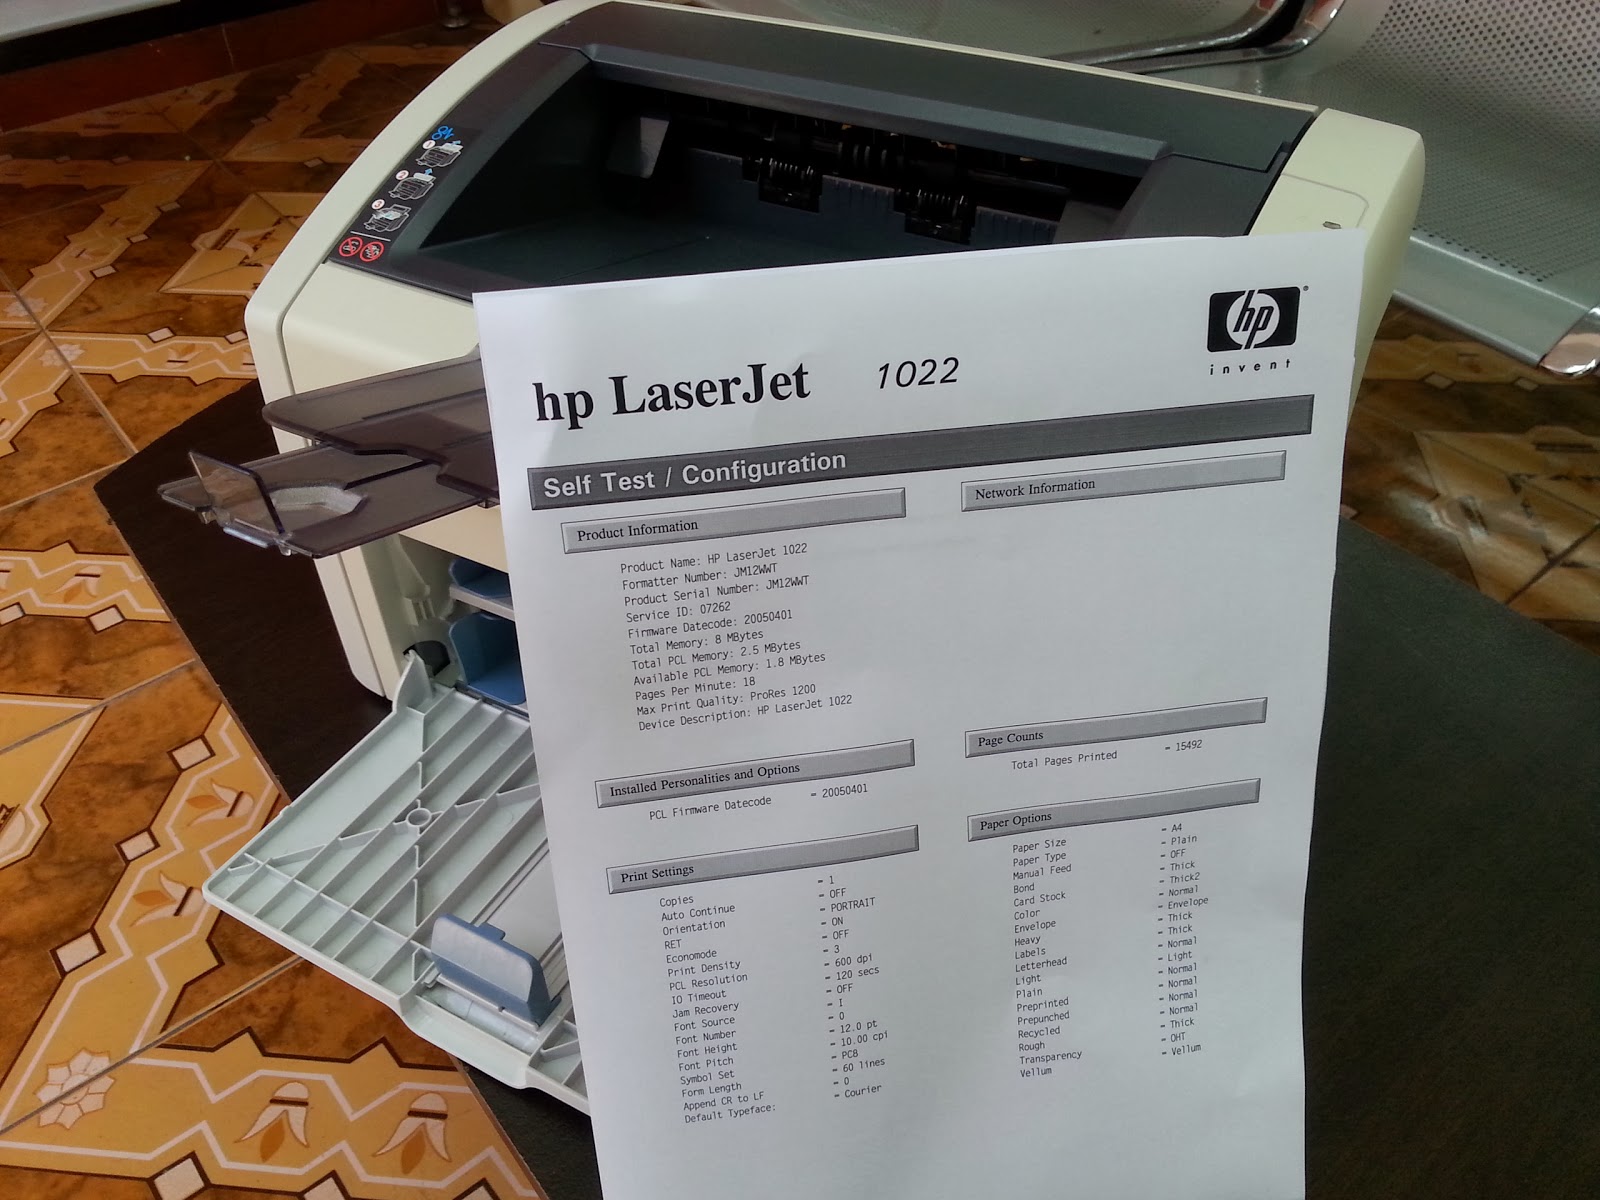 hp
invent
hp LaserJet 1022
Self Test / Configuration
Product Information
Product Name: HP LaserJet 1022
Formatter Number: JM12WWT
Product Serial Number: JM12WWT
Service ID: 07262
Firmware Datecode: 20050401
Total Memory: 8 MBytes
Total PCL Memory: 2.5 MBytes
Available PCL Memory: 1.8 MBytes
Pages Per Minute: 18
Max Print Quality: ProRes 1200
Device Description: HP LaserJet 1022
Network Information
Installed Personalities and Options
PCL Firmware Datecode = 20050401
Page Counts
Total Pages Printed = 15492
Print Settings
Copies = 1
Auto Continue = OFF
Orientation = PORTRAIT
RET = ON
Economode = OFF
Print Density = 3
PCL Resolution = 600 dpi
IO Timeout = 120 secs
Jam Recovery = OFF
Font Source = I
Font Number = 0
Font Height = 12.0 pt
Font Pitch = 10.00 cpi
Symbol Set = PC8
Form Length = 60 lines
Append CR to LF = 0
Default Typeface: = Courier
Paper Options
Paper Size = A4
Paper Type = Plain
Manual Feed = OFF
Bond = Thick
Card Stock = Thick2
Color = Normal
Envelope = Envelope
Heavy = Thick
Labels = Thick
Letterhead = Normal
Light = Light
Plain = Normal
Preprinted = Normal
Prepunched = Normal
Recycled = Normal
Rough = Thick
Transparency = OHT
Vellum = Vellum
1
2
3